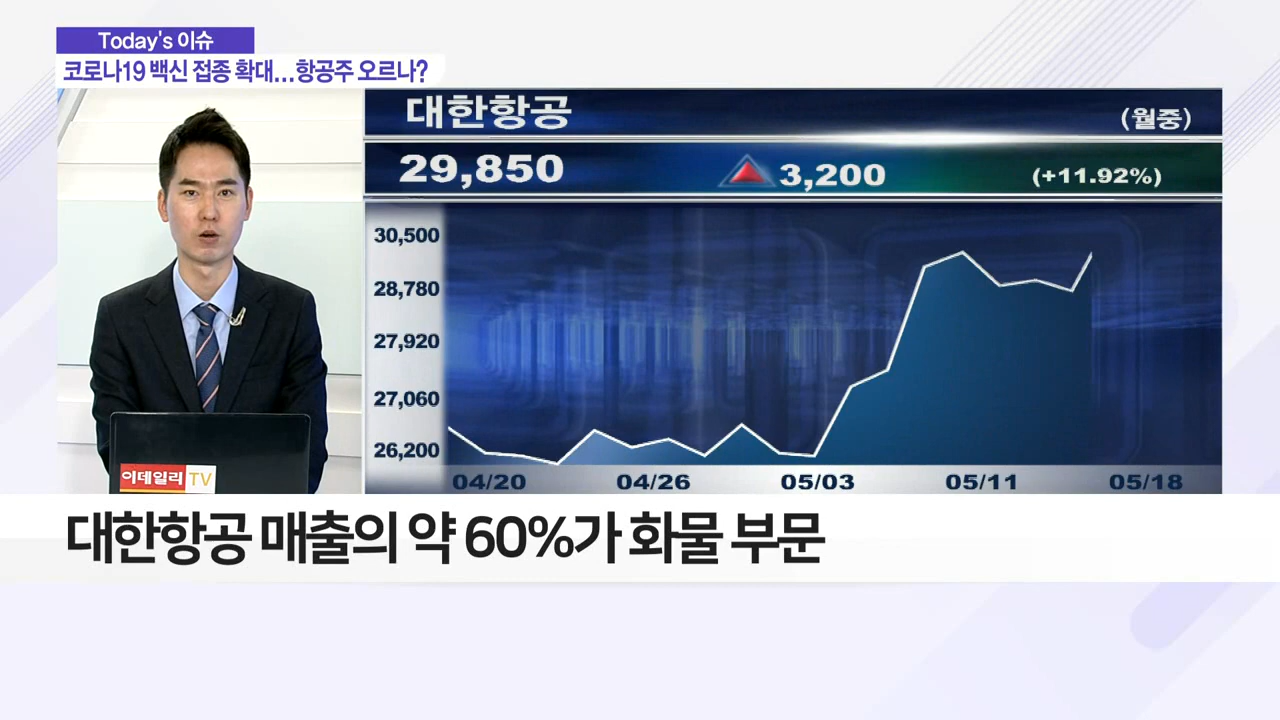 Today's 이슈
코로나19 백신 접종 확대...항공주 오르나?
대한항공 (월중)
29,850 3,200 (+11.92%)
30,500
28,780
27,920
27,060
26,200
04/20 04/26 05/03 05/11 05/18
이데일리 TV
대한항공 매출의 약 60%가 화물 부문